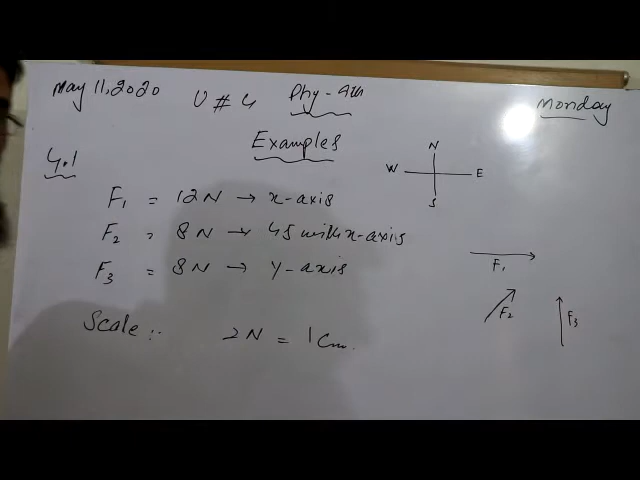 May 11, 2020 U # 4 Phy-9th Monday
Examples
4.1
N
W E
S
F1 = 12N → x-axis
F2 = 8N → 45 with x-axis
F3 = 8N → y-axis
F1
F2 F3
Scale :: 2N = 1Cm.